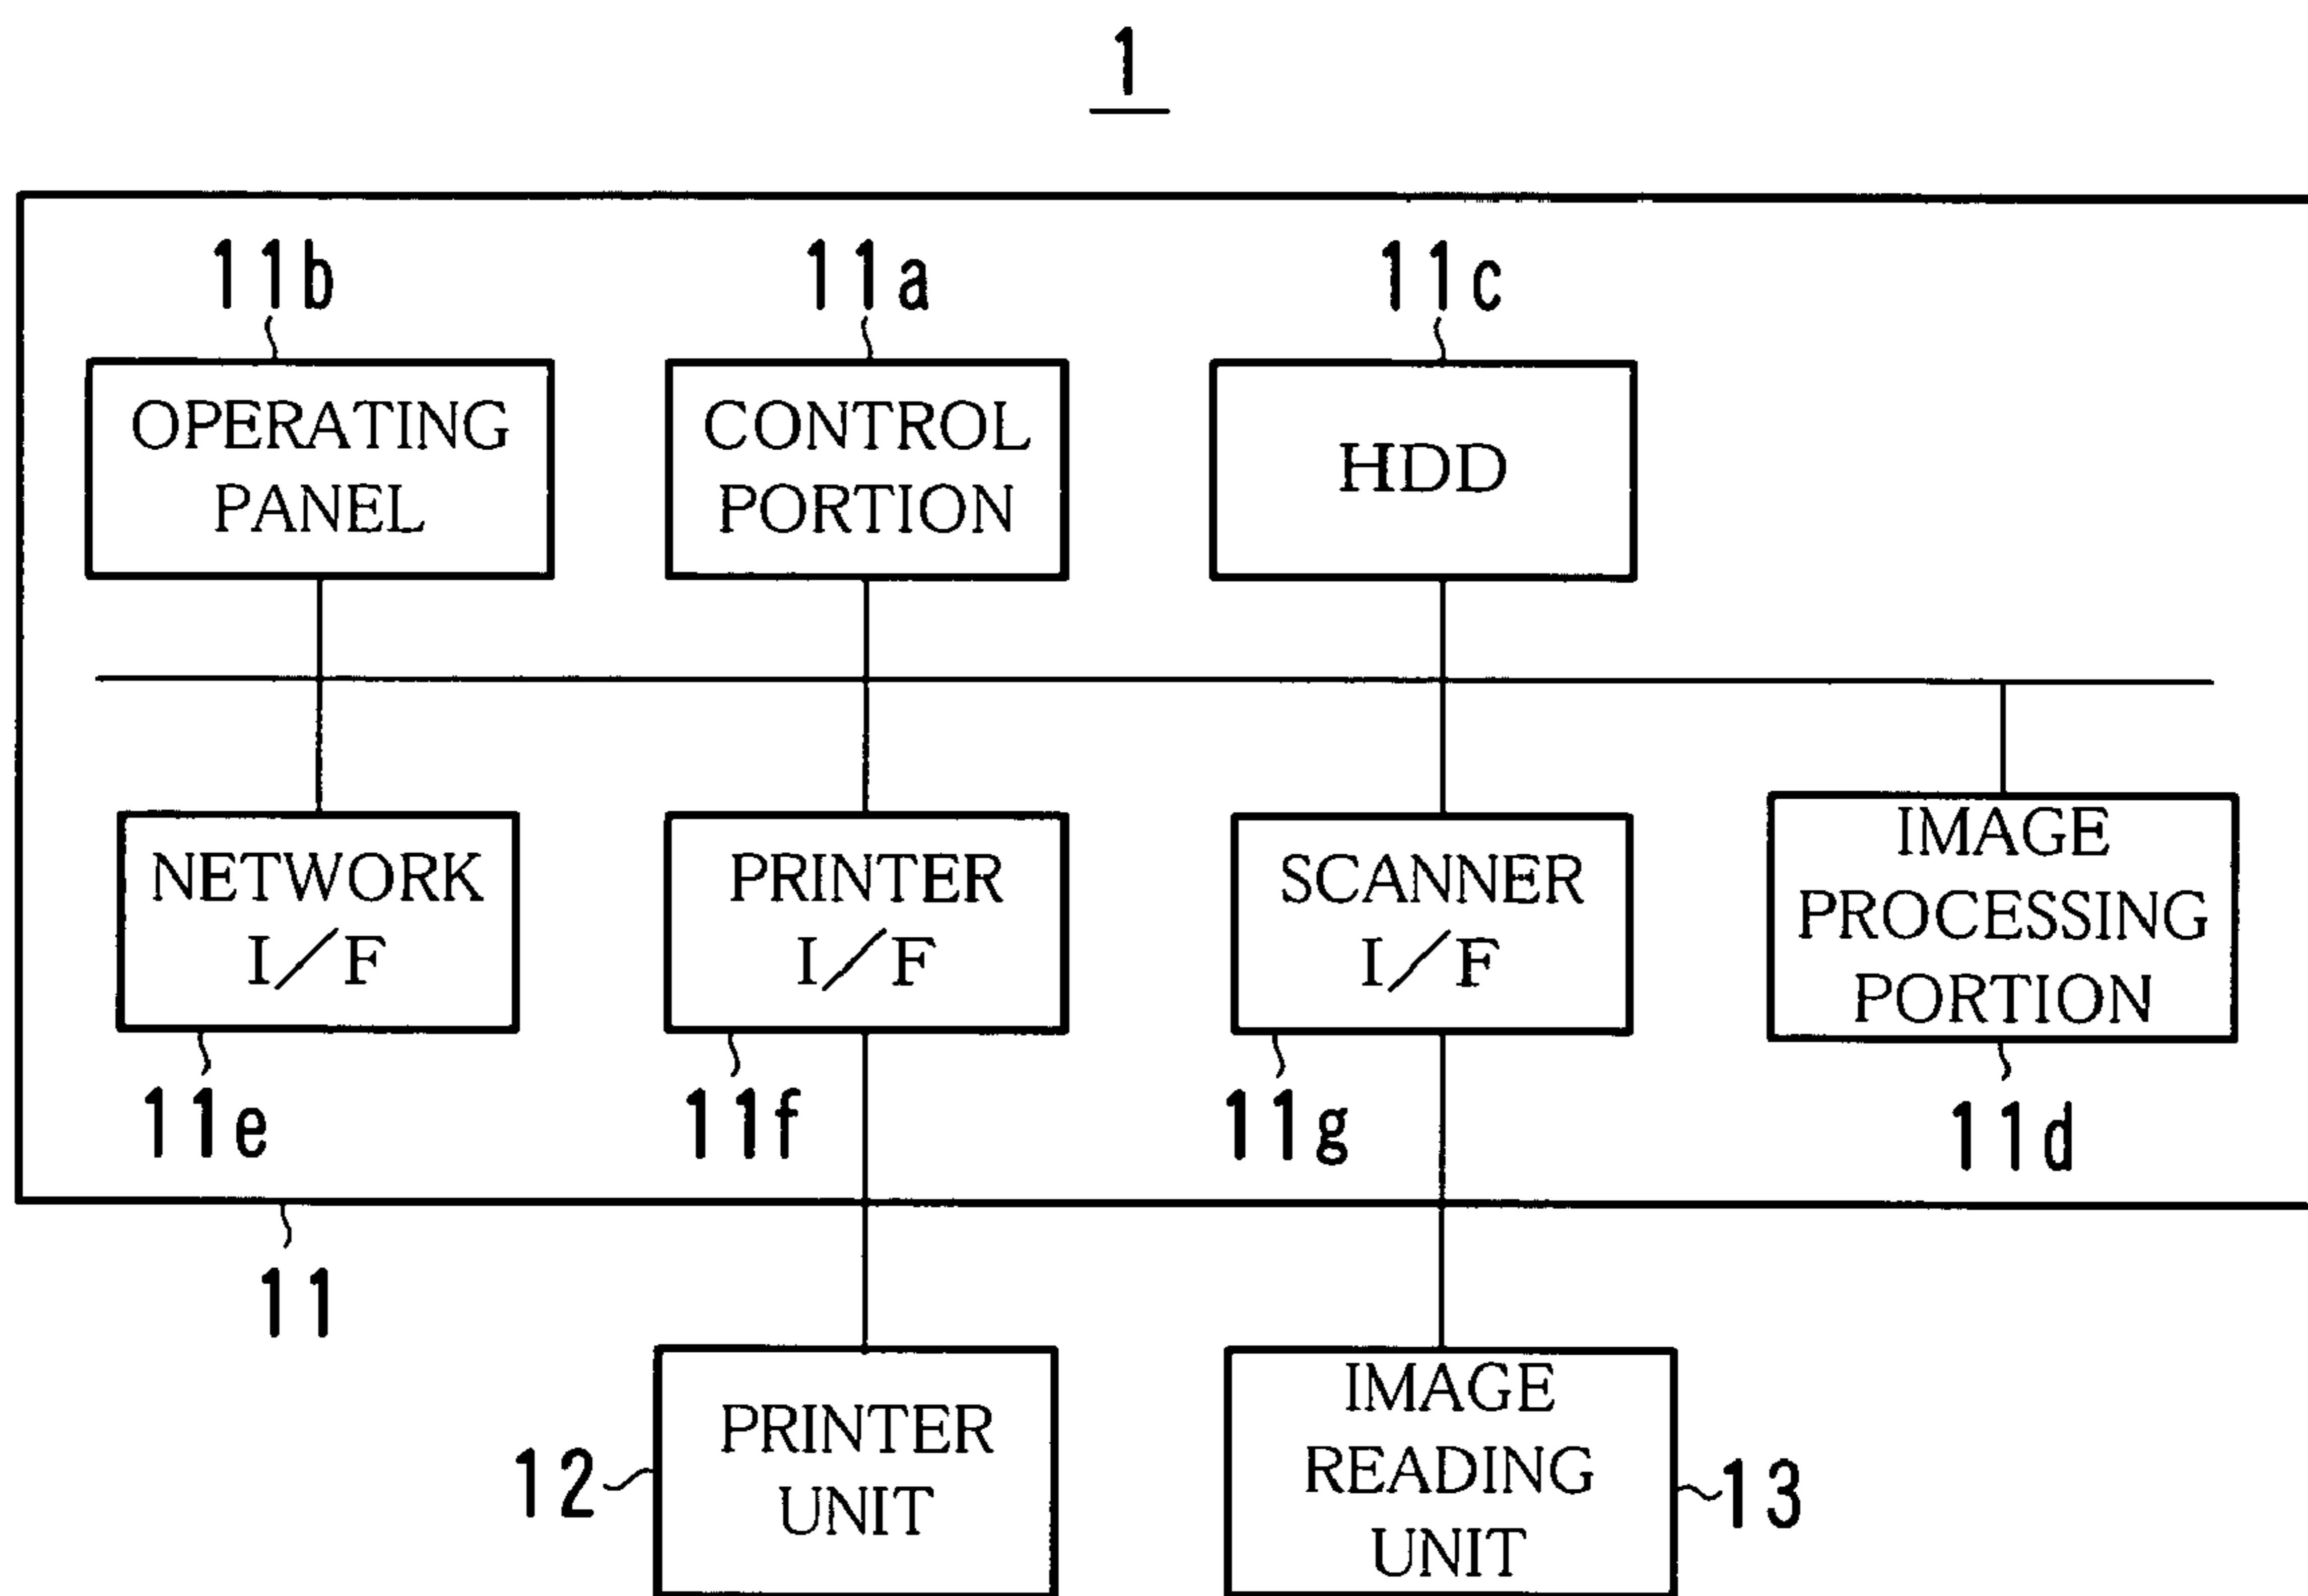 1
11b
11a
11c
OPERATING
PANEL
CONTROL
PORTION
HDD
NETWORK
I/F
PRINTER
I/F
SCANNER
I/F
IMAGE
PROCESSING
PORTION
11e
11f
11g
11d
11
12
PRINTER
UNIT
IMAGE
READING
UNIT
13